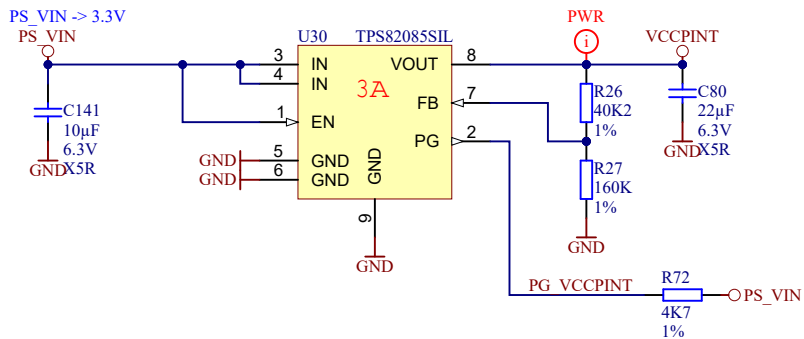 PS_VIN -> 3.3V
PS_VIN
U30
TPS82085SIL
PWR
VCCPINT
3
IN
VOUT
8
4
IN
3A
C141
10µF
6.3V
X5R
R26
40K2
1%
C80
22µF
6.3V
X5R
FB
7
1
EN
PG
2
GND
5
GND
GND
6
GND
GND
9
R27
160K
1%
GND
GND
GND
GND
i
PG_VCCPINT
R72
4K7
1%
PS_VIN